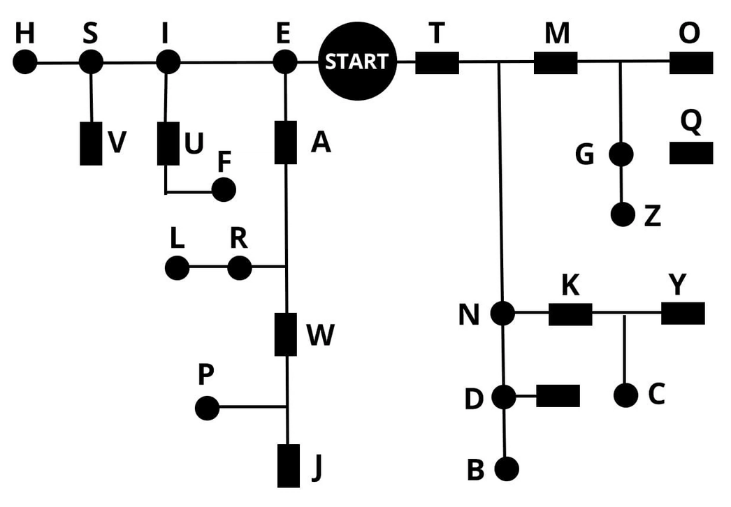 H S I E START T M O
V U F A G Q
Z
L R
N K Y
W
P D C
J B